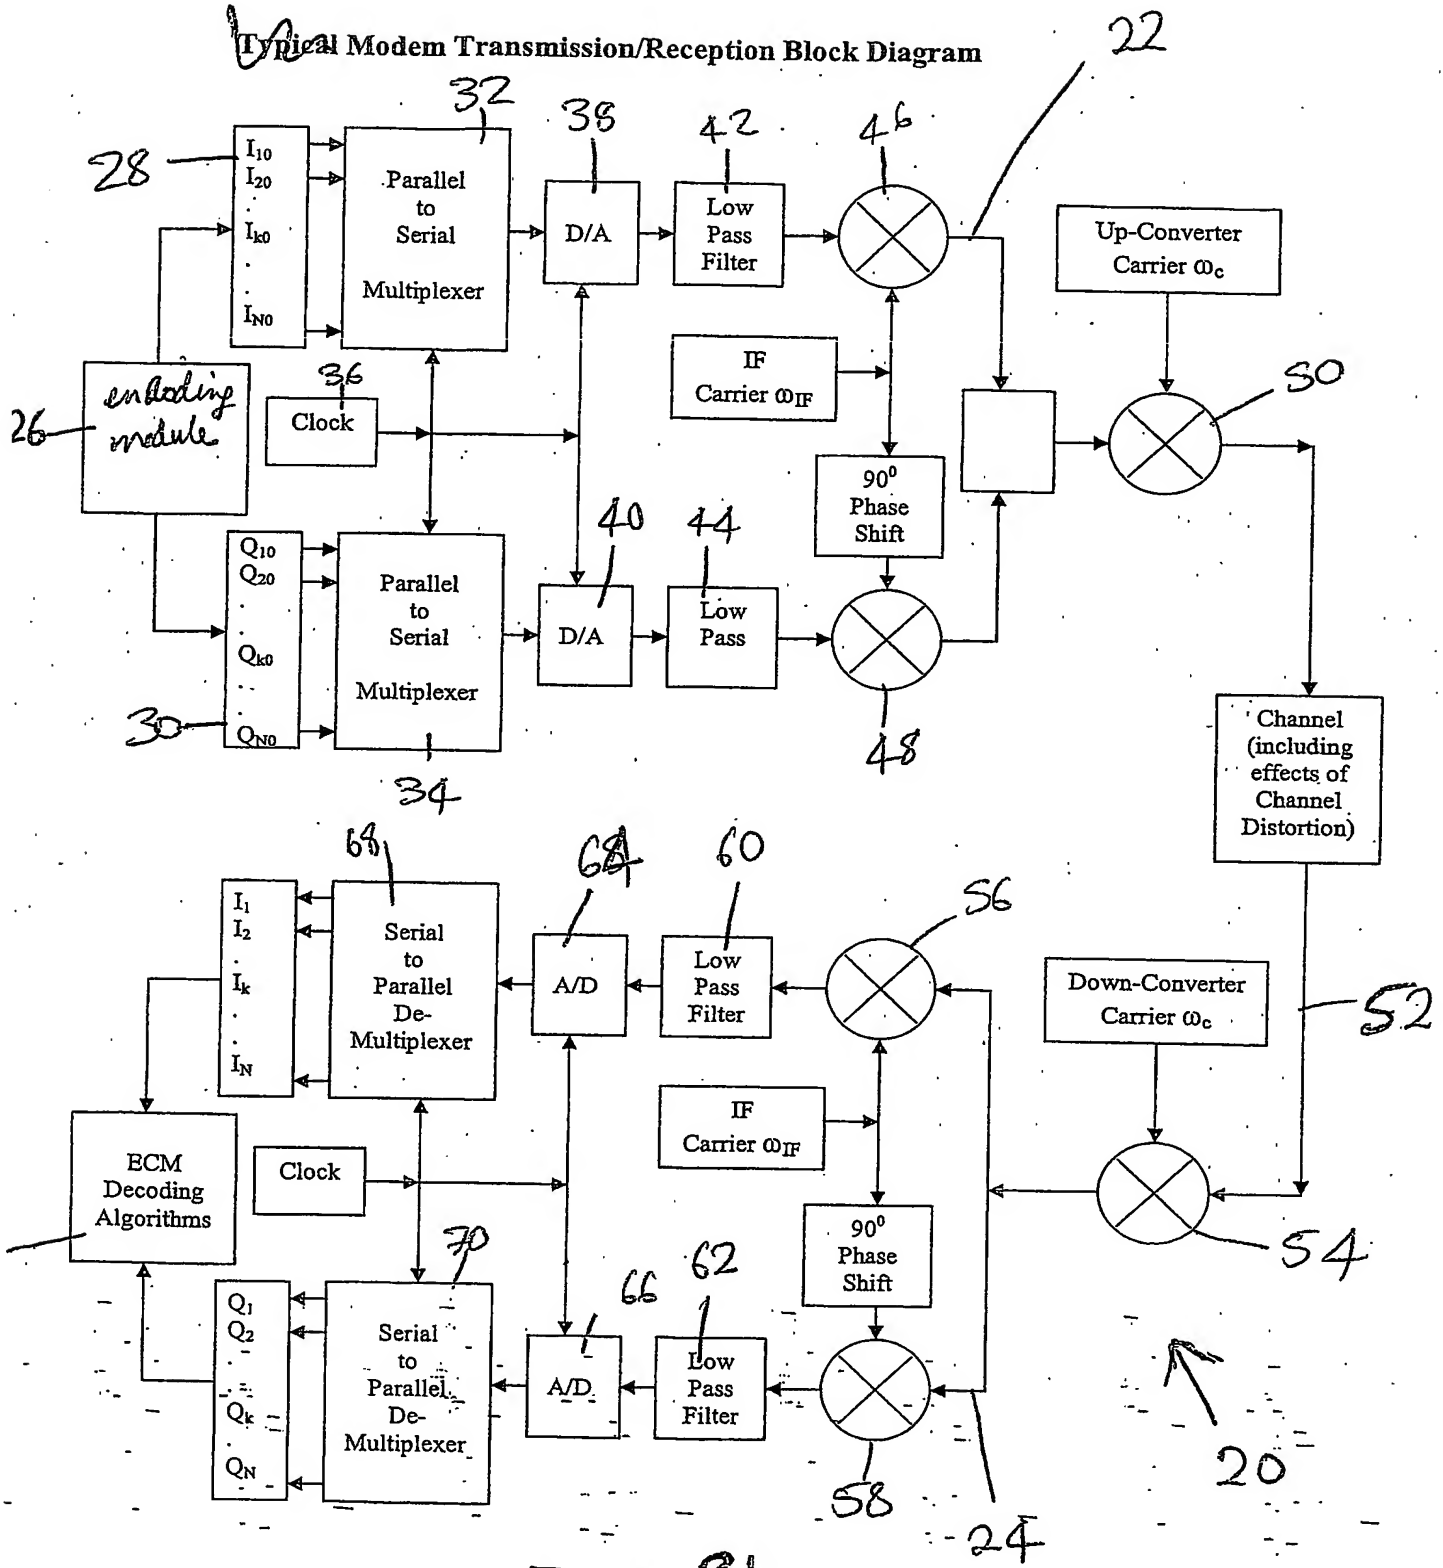 Typical Modem Transmission/Reception Block Diagram
22
32
38
42
46
28
I10
I20
Ik0
.
.
IN0
Parallel
to
Serial
Multiplexer
D/A
Low
Pass
Filter
Up-Converter
Carrier ωc
IF
Carrier ωIF
36
Clock
50
26
encoding
module
90⁰
Phase
Shift
40
44
Q10
Q20
.
.
Qk0
.
.
QN0
30
Parallel
to
Serial
Multiplexer
34
D/A
Low
Pass
48
Channel
(including
effects of
Channel
Distortion)
68
64
60
56
I1
I2
.
Ik
.
.
IN
Serial
to
Parallel
De-
Multiplexer
A/D
Low
Pass
Filter
Down-Converter
Carrier ωc
52
IF
Carrier ωIF
ECM
Decoding
Algorithms
Clock
54
90⁰
Phase
Shift
70
66
62
Q1
Q2
.
.
Qk
.
QN
Serial
to
Parallel
De-
Multiplexer
A/D
Low
Pass
Filter
58
24
20